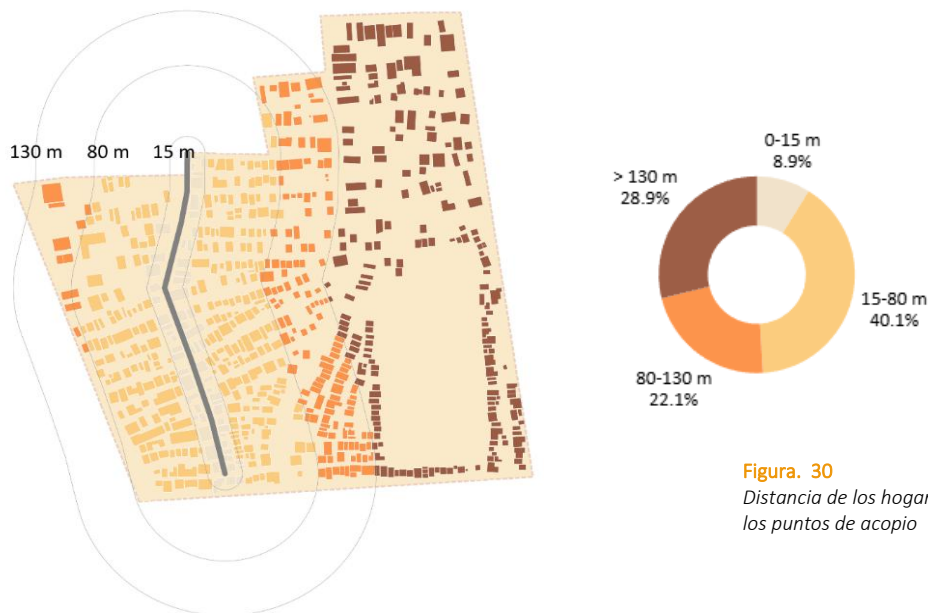 130 m 80 m 15 m
0-15 m
8.9%
> 130 m
28.9%
15-80 m
40.1%
80-130 m
22.1%
Figura. 30
Distancia de los hogar
los puntos de acopio